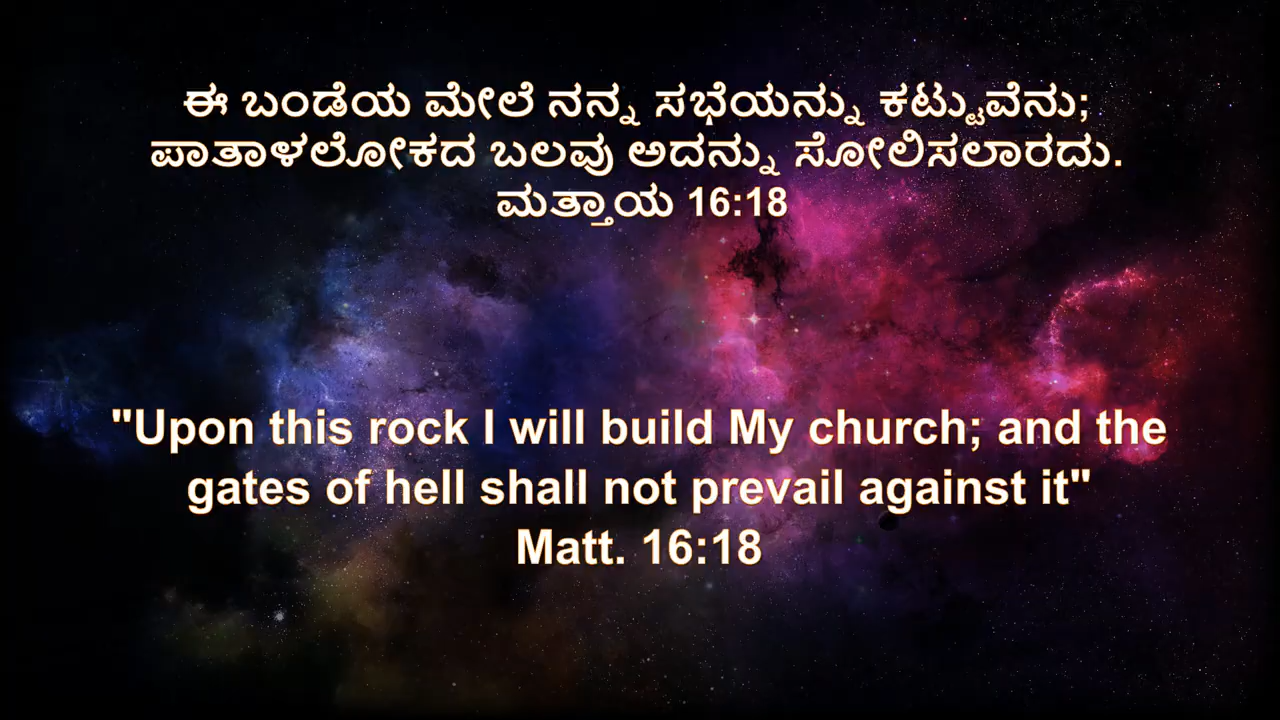 ಈ ಬಂಡೆಯ ಮೇಲೆ ನನ್ನ ಸಭೆಯನ್ನು ಕಟ್ಟುವೆನು;
ಪಾತಾಳಲೋಕದ ಬಲವು ಅದನ್ನು ಸೋಲಿಸಲಾರದು.
ಮತ್ತಾಯ 16:18
"Upon this rock I will build My church; and the
gates of hell shall not prevail against it"
Matt. 16:18